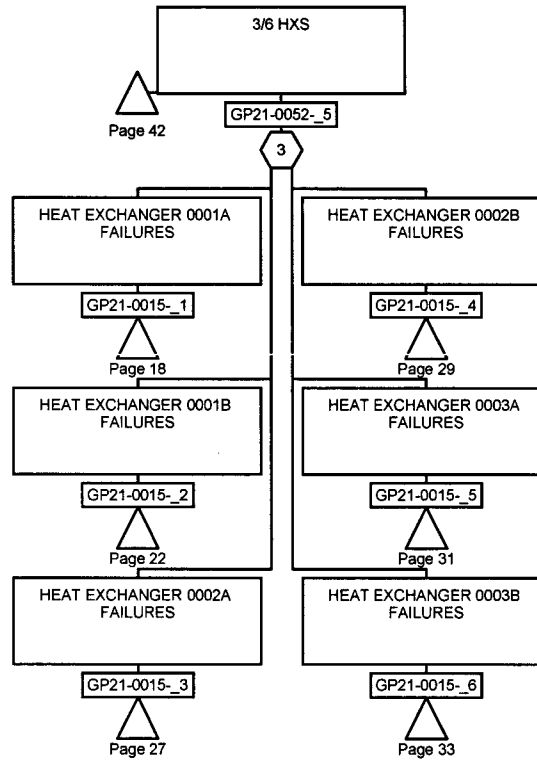 3/6 HXS
Page 42
GP21-0052-_5
3
HEAT EXCHANGER 0001A
FAILURES
GP21-0015-_1
Page 18
HEAT EXCHANGER 0002B
FAILURES
GP21-0015-_4
Page 29
HEAT EXCHANGER 0001B
FAILURES
GP21-0015-_2
Page 22
HEAT EXCHANGER 0003A
FAILURES
GP21-0015-_5
Page 31
HEAT EXCHANGER 0002A
FAILURES
GP21-0015-_3
Page 27
HEAT EXCHANGER 0003B
FAILURES
GP21-0015-_6
Page 33